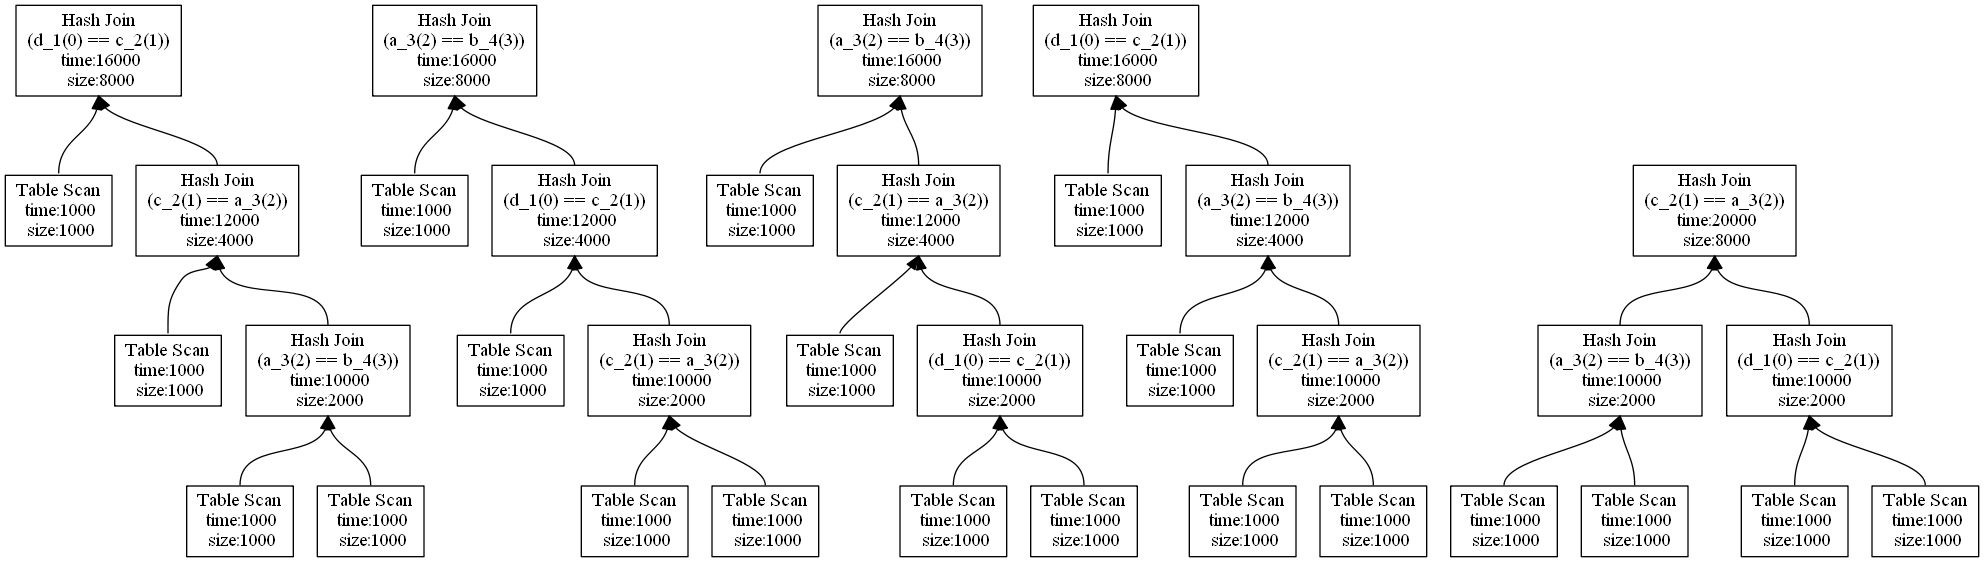 Hash Join
(d_1(0) == c_2(1))
time:16000
size:8000
Table Scan
time:1000
size:1000
Hash Join
(c_2(1) == a_3(2))
time:12000
size:4000
Table Scan
time:1000
size:1000
Hash Join
(a_3(2) == b_4(3))
time:10000
size:2000
Table Scan
time:1000
size:1000
Table Scan
time:1000
size:1000
Hash Join
(a_3(2) == b_4(3))
time:16000
size:8000
Table Scan
time:1000
size:1000
Hash Join
(d_1(0) == c_2(1))
time:12000
size:4000
Table Scan
time:1000
size:1000
Hash Join
(c_2(1) == a_3(2))
time:10000
size:2000
Table Scan
time:1000
size:1000
Table Scan
time:1000
size:1000
Hash Join
(a_3(2) == b_4(3))
time:16000
size:8000
Table Scan
time:1000
size:1000
Hash Join
(c_2(1) == a_3(2))
time:12000
size:4000
Table Scan
time:1000
size:1000
Hash Join
(d_1(0) == c_2(1))
time:10000
size:2000
Table Scan
time:1000
size:1000
Table Scan
time:1000
size:1000
Hash Join
(d_1(0) == c_2(1))
time:16000
size:8000
Table Scan
time:1000
size:1000
Hash Join
(a_3(2) == b_4(3))
time:12000
size:4000
Table Scan
time:1000
size:1000
Hash Join
(c_2(1) == a_3(2))
time:10000
size:2000
Table Scan
time:1000
size:1000
Table Scan
time:1000
size:1000
Hash Join
(c_2(1) == a_3(2))
time:20000
size:8000
Hash Join
(a_3(2) == b_4(3))
time:10000
size:2000
Table Scan
time:1000
size:1000
Table Scan
time:1000
size:1000
Hash Join
(d_1(0) == c_2(1))
time:10000
size:2000
Table Scan
time:1000
size:1000
Table Scan
time:1000
size:1000